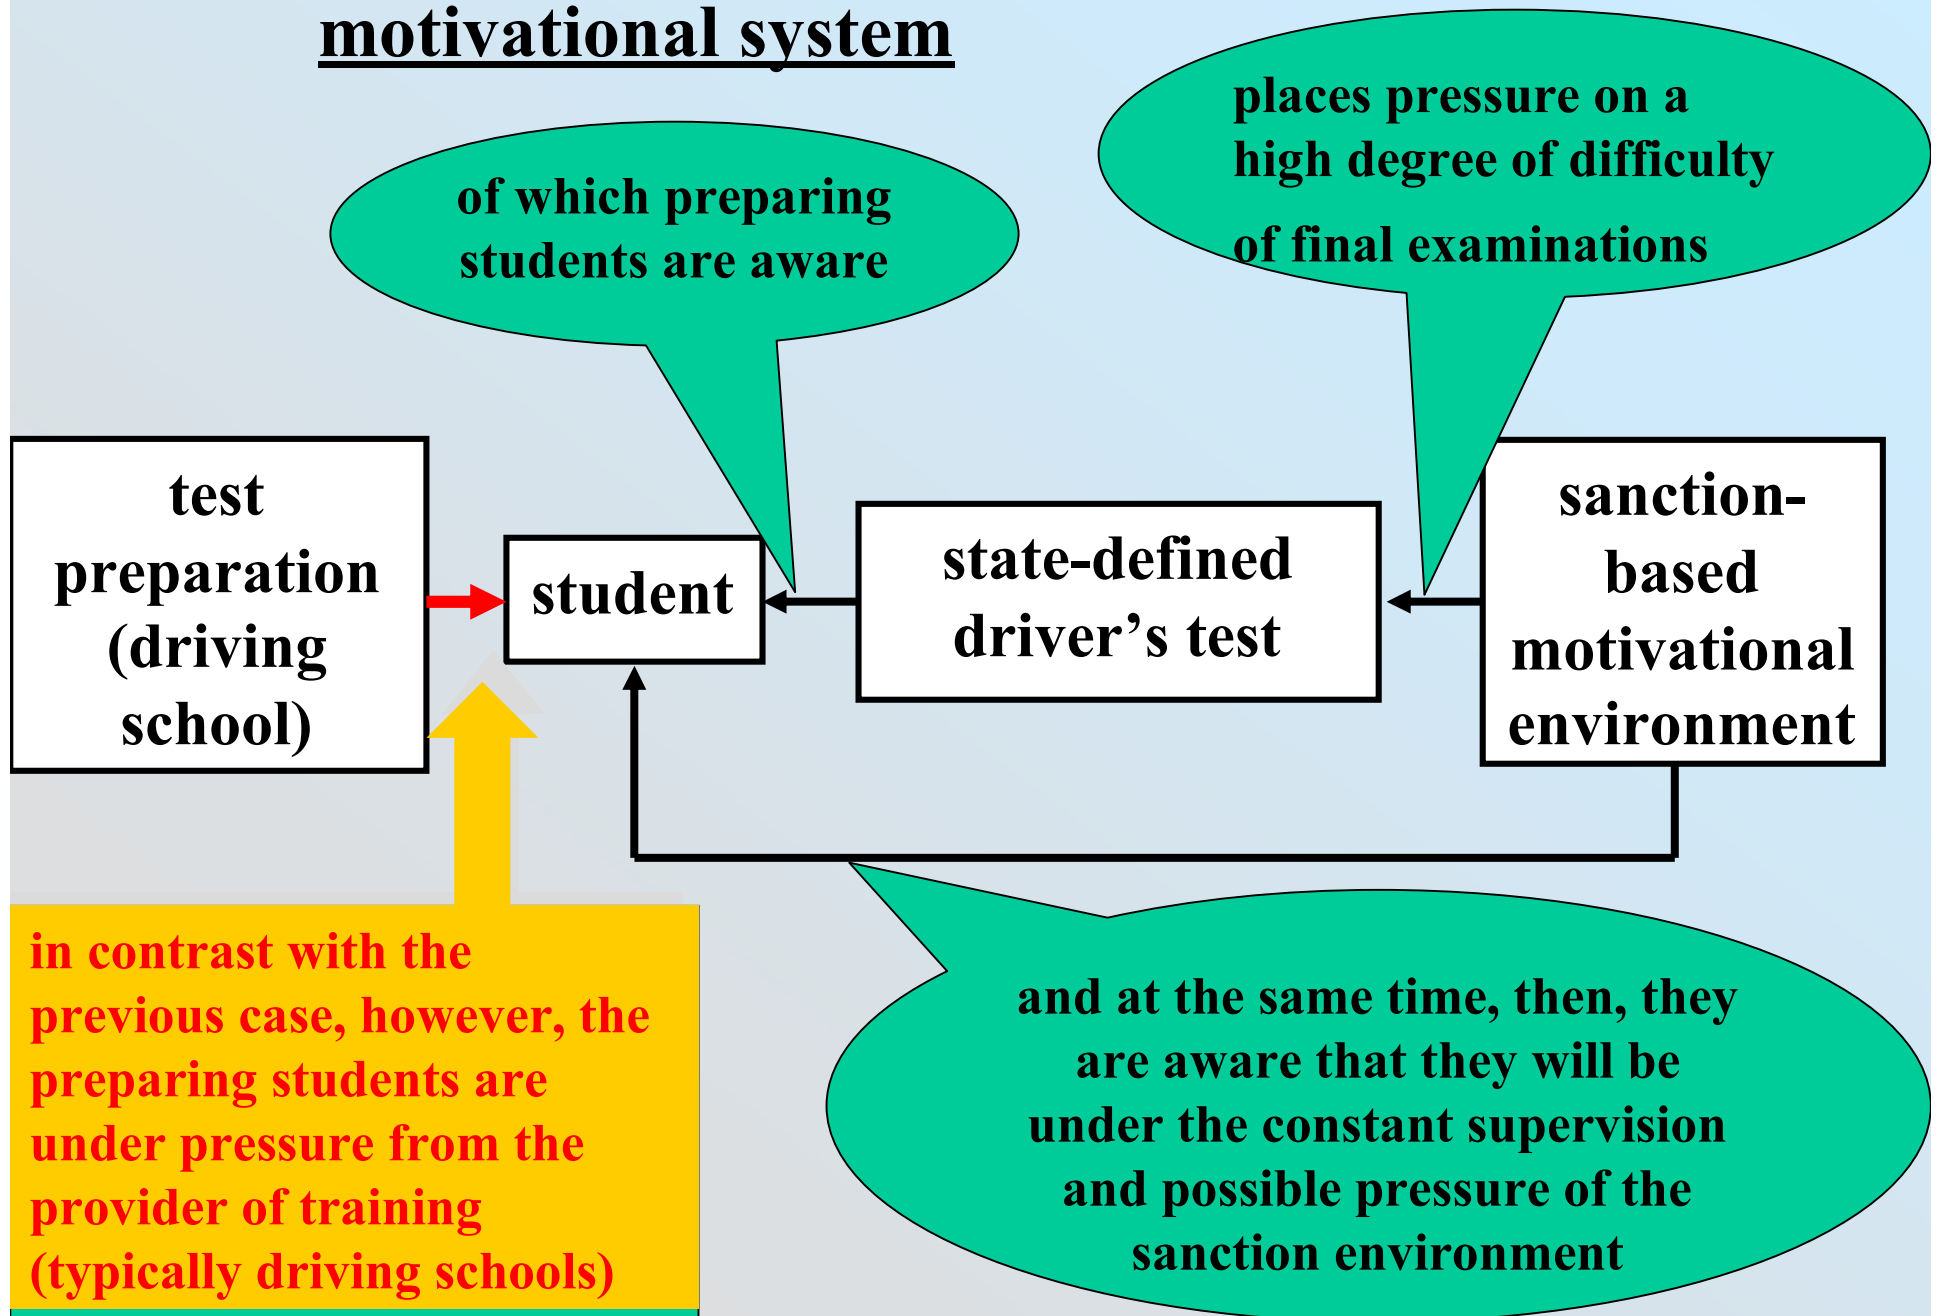 motivational system
places pressure on a
high degree of difficulty
of final examinations
of which preparing
students are aware
test
preparation
(driving
school)
student
state-defined
driver’s test
sanction-
based
motivational
environment
in contrast with the
previous case, however, the
preparing students are
under pressure from the
provider of training
(typically driving schools)
and at the same time, then, they
are aware that they will be
under the constant supervision
and possible pressure of the
sanction environment